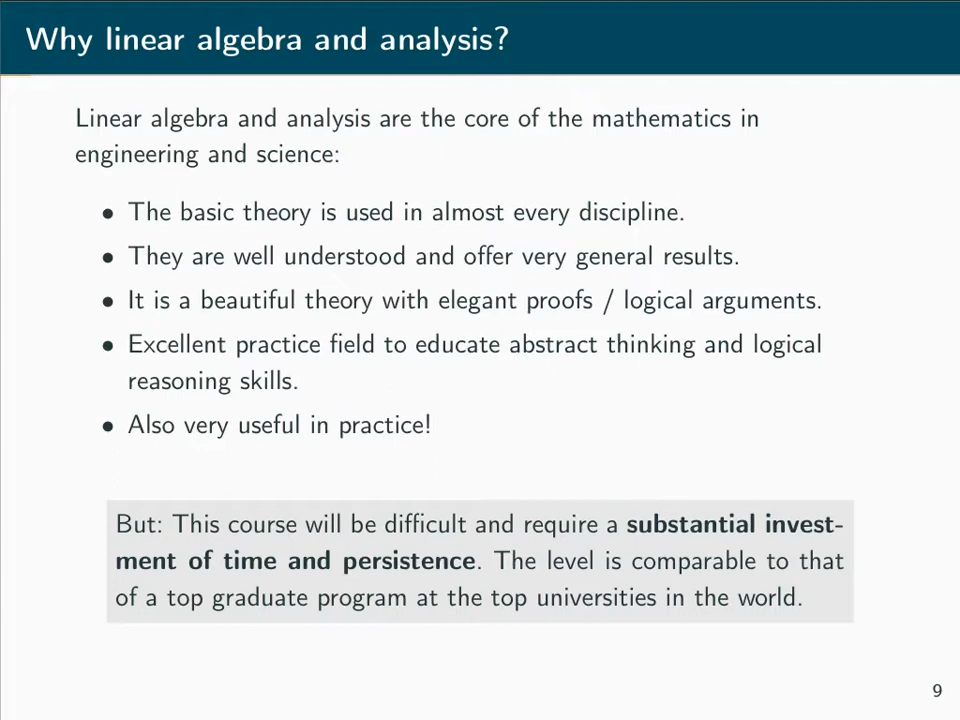 Why linear algebra and analysis?
Linear algebra and analysis are the core of the mathematics in
engineering and science:
• The basic theory is used in almost every discipline.
• They are well understood and offer very general results.
• It is a beautiful theory with elegant proofs / logical arguments.
• Excellent practice field to educate abstract thinking and logical
reasoning skills.
• Also very useful in practice!
But: This course will be difficult and require a substantial invest-
ment of time and persistence. The level is comparable to that
of a top graduate program at the top universities in the world.
9